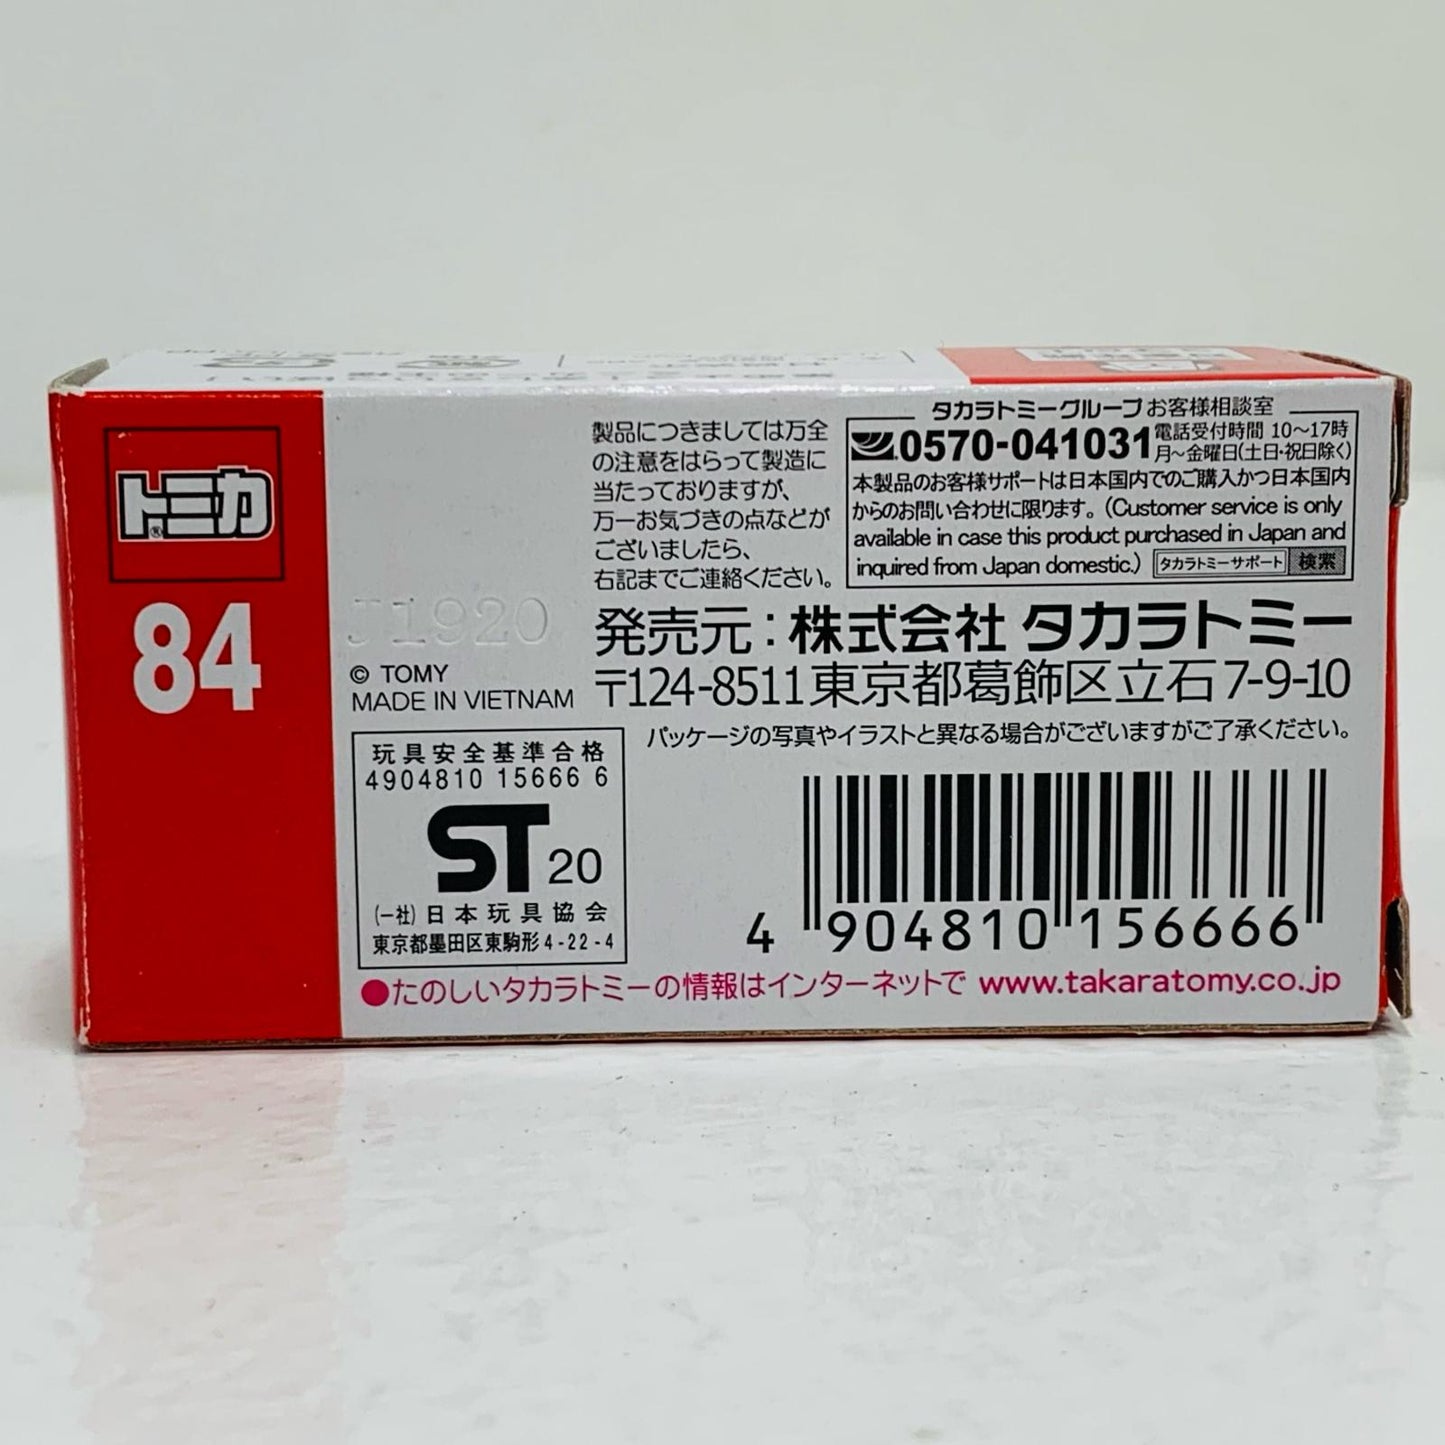 トミカ®
84
J1920
© TOMY
MADE IN VIETNAM
玩具安全基準合格
4904810 15666 6
ST 20
(一社)日本玩具協会
東京都墨田区東駒形4-22-4
製品につきましては万全
の注意をはらって製造に
当たっておりますが、
万一お気づきの点などが
ございましたら、
右記までご連絡ください。
タカラトミーグループお客様相談室
0570-041031 電話受付時間 10〜17時
月〜金曜日(土日・祝日除く)
本製品のお客様サポートは日本国内でのご購入かつ日本国内
からのお問い合わせに限ります。(Customer service is only
available in case this product purchased in Japan and
inquired from Japan domestic.) タカラトミーサポート 検索
発売元：株式会社 タカラトミー
〒124-8511 東京都葛飾区立石7-9-10
パッケージの写真やイラストと異なる場合がございますがご了承ください。
4 904810 156666
●たのしいタカラトミーの情報はインターネットで www.takaratomy.co.jp